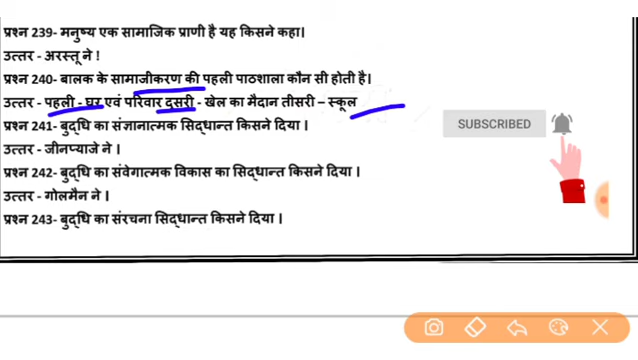 प्रश्न 239- मनुष्य एक सामाजिक प्राणी है यह किसने कहा।
उत्तर - अरस्तू ने !
प्रश्न 240- बालक के सामाजीकरण की पहली पाठशाला कौन सी होती है।
उत्तर - पहली - घर एवं परिवार दूसरी - खेल का मैदान तीसरी – स्कूल
प्रश्न 241- बुद्धि का संज्ञानात्मक सिद्धान्त किसने दिया ।
SUBSCRIBED
उत्तर - जीनप्याजे ने ।
प्रश्न 242- बुद्धि का संवेगात्मक विकास का सिद्धान्त किसने दिया ।
उत्तर - गोलमैन ने ।
प्रश्न 243- बुद्धि का संरचना सिद्धान्त किसने दिया ।